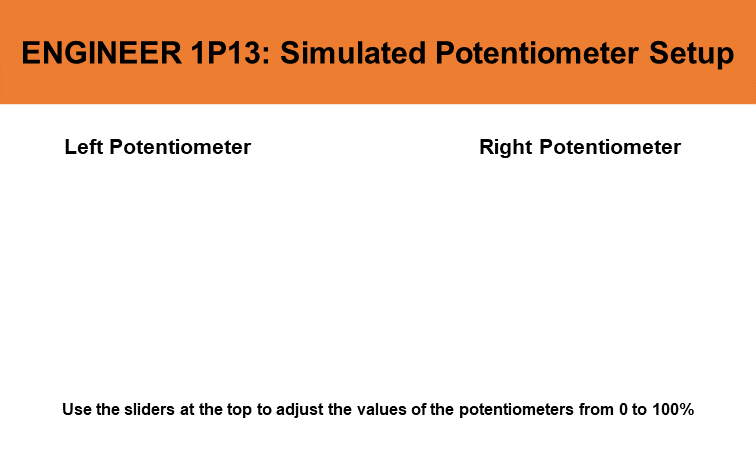 ENGINEER 1P13: Simulated Potentiometer Setup
Left Potentiometer
Right Potentiometer
Use the sliders at the top to adjust the values of the potentiometers from 0 to 100%